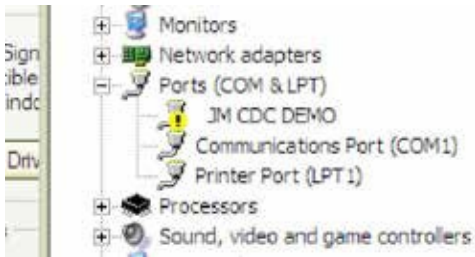 Monitors
Sign
Network adapters
Ports (COM & LPT)
JM CDC DEMO
Communications Port (COM1)
Driv
Printer Port (LPT1)
Processors
Sound, video and game controllers